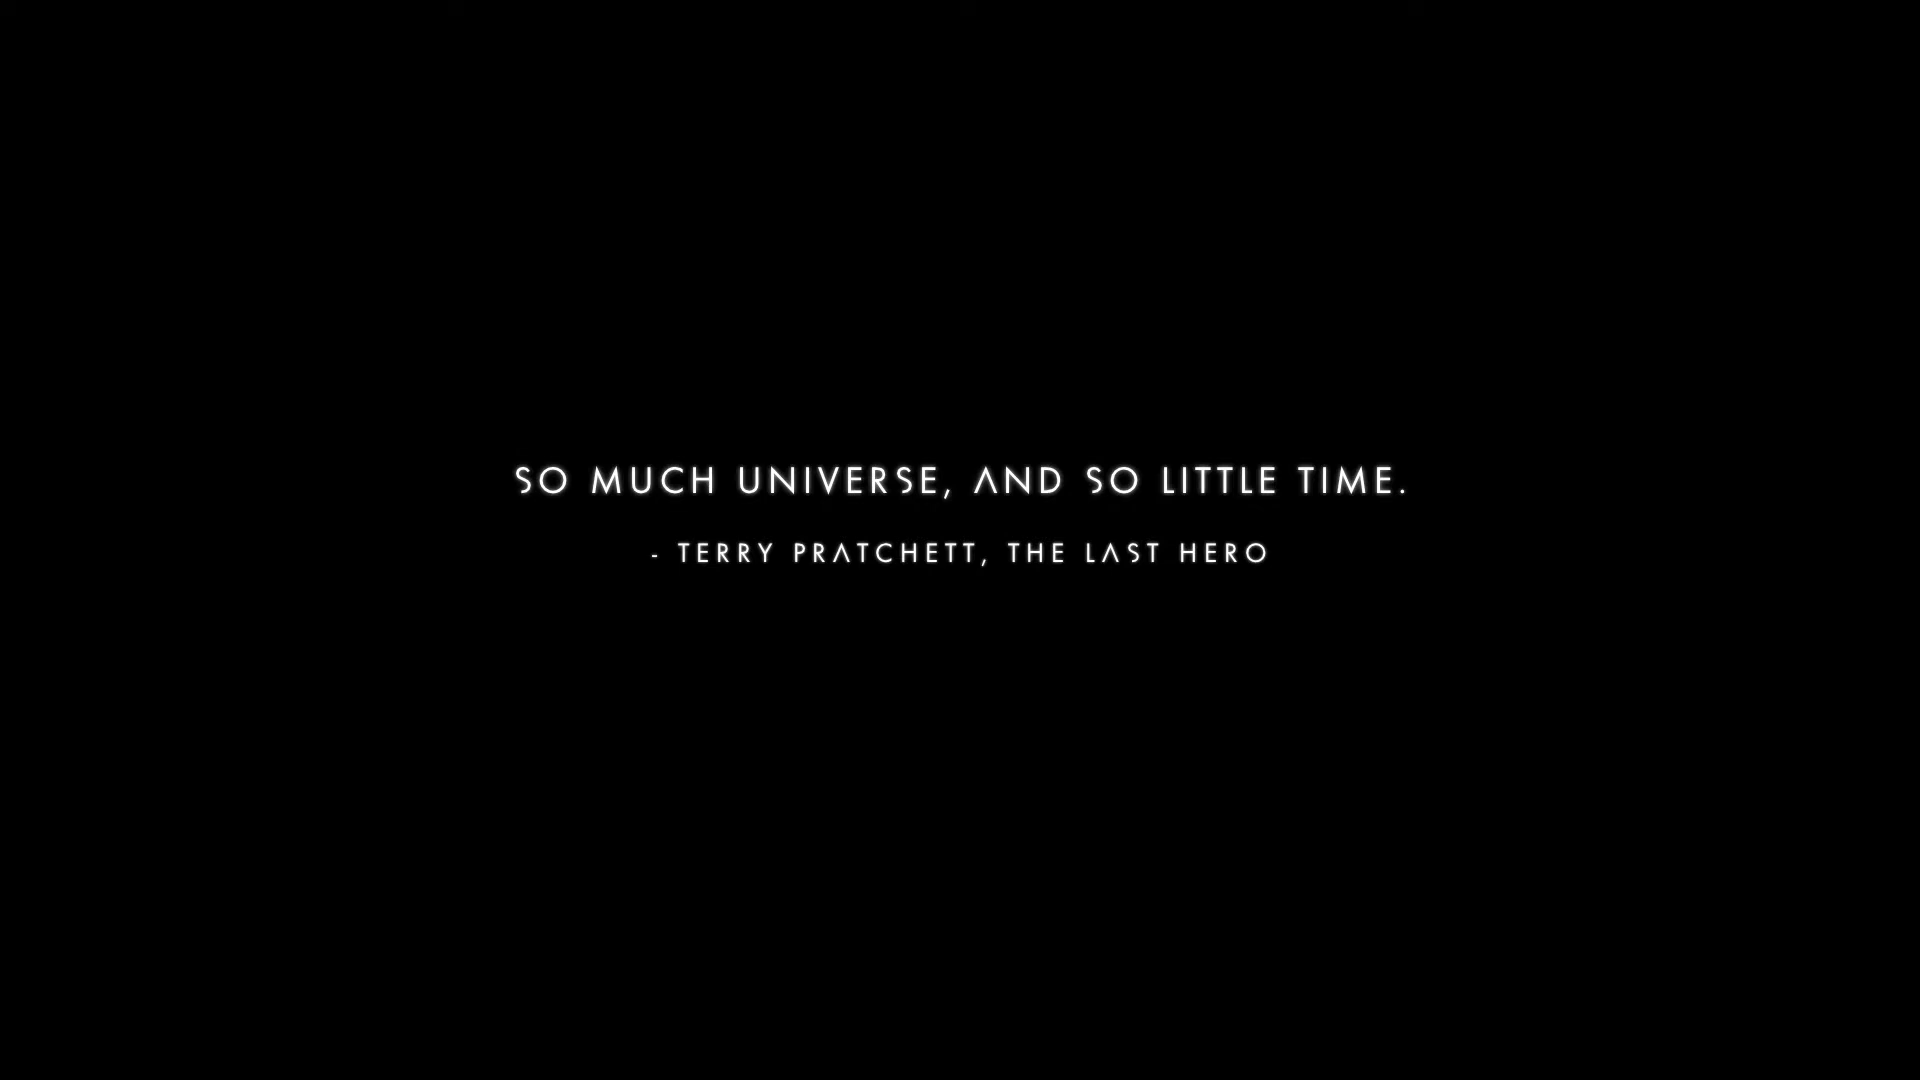 SO MUCH UNIVERSE, AND SO LITTLE TIME.
- TERRY PRATCHETT, THE LAST HERO